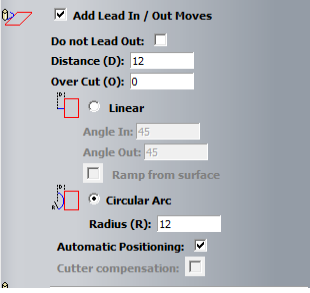 Add Lead In / Out Moves
Do not Lead Out:
Distance (D): 12
Over Cut (O): 0
|D|
Linear
Angle In: 45
Angle Out: 45
Ramp from surface
|D|
Circular Arc
R
Radius (R): 12
Automatic Positioning:
Cutter compensation: